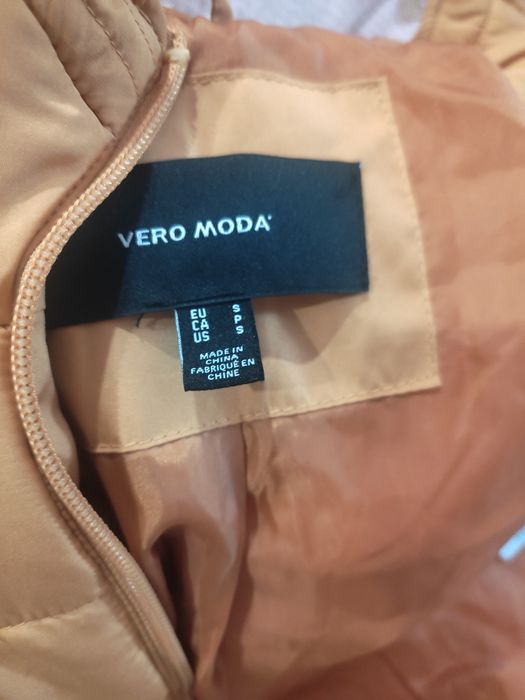 VERO MODA
EU S
CA P
US S
MADE IN
CHINA
FABRIQUÉ EN
CHINE